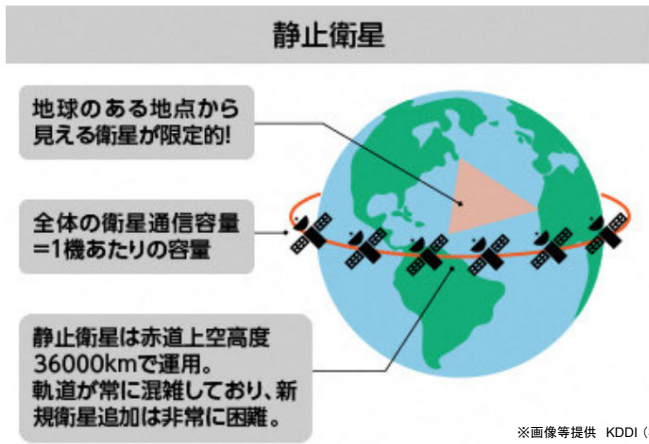 静止衛星
地球のある地点から
見える衛星が限定的!
全体の衛星通信容量
=1機あたりの容量
静止衛星は赤道上空高度
36000kmで運用。
軌道が常に混雑しており、新
規衛星追加は非常に困難。
※画像等提供 KDDI（